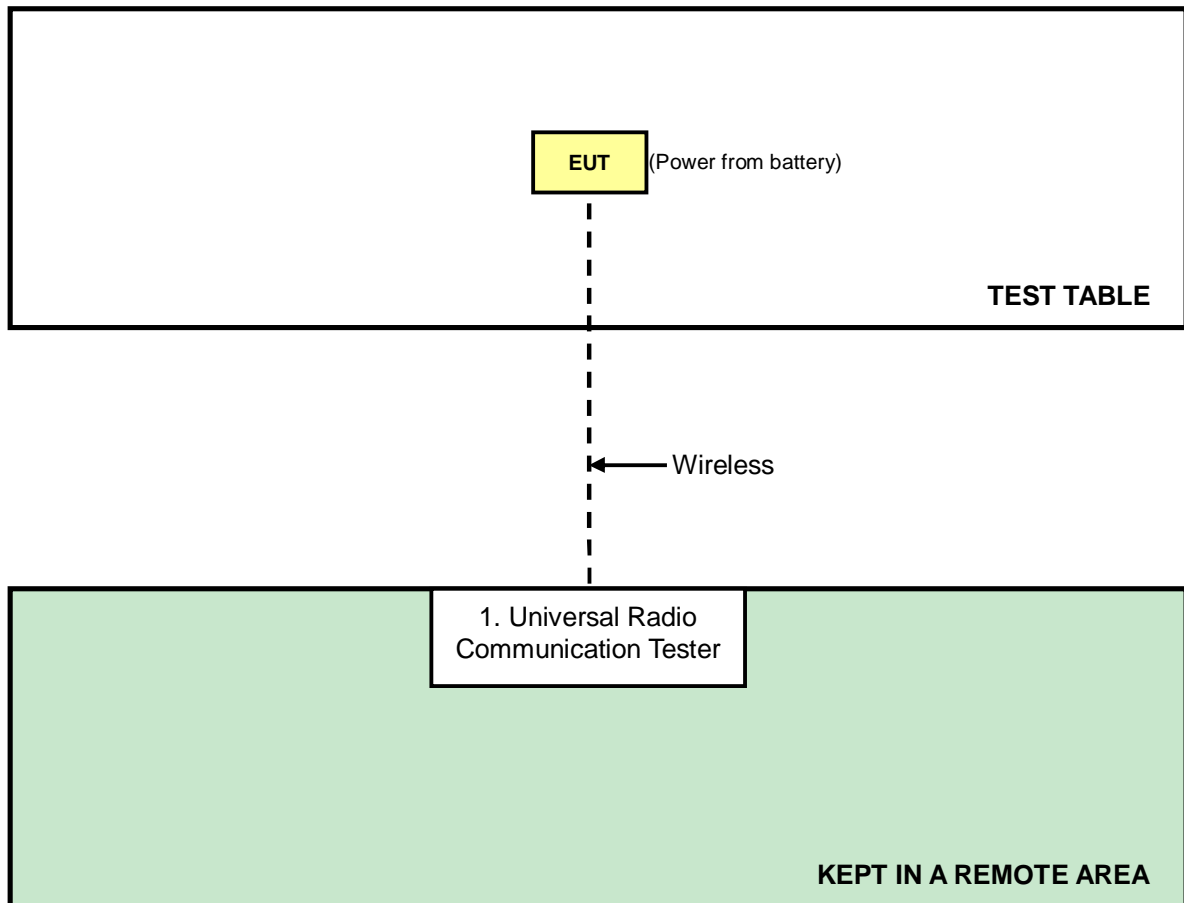 EUT
(Power from battery)
TEST TABLE
Wireless
1. Universal Radio
Communication Tester
KEPT IN A REMOTE AREA